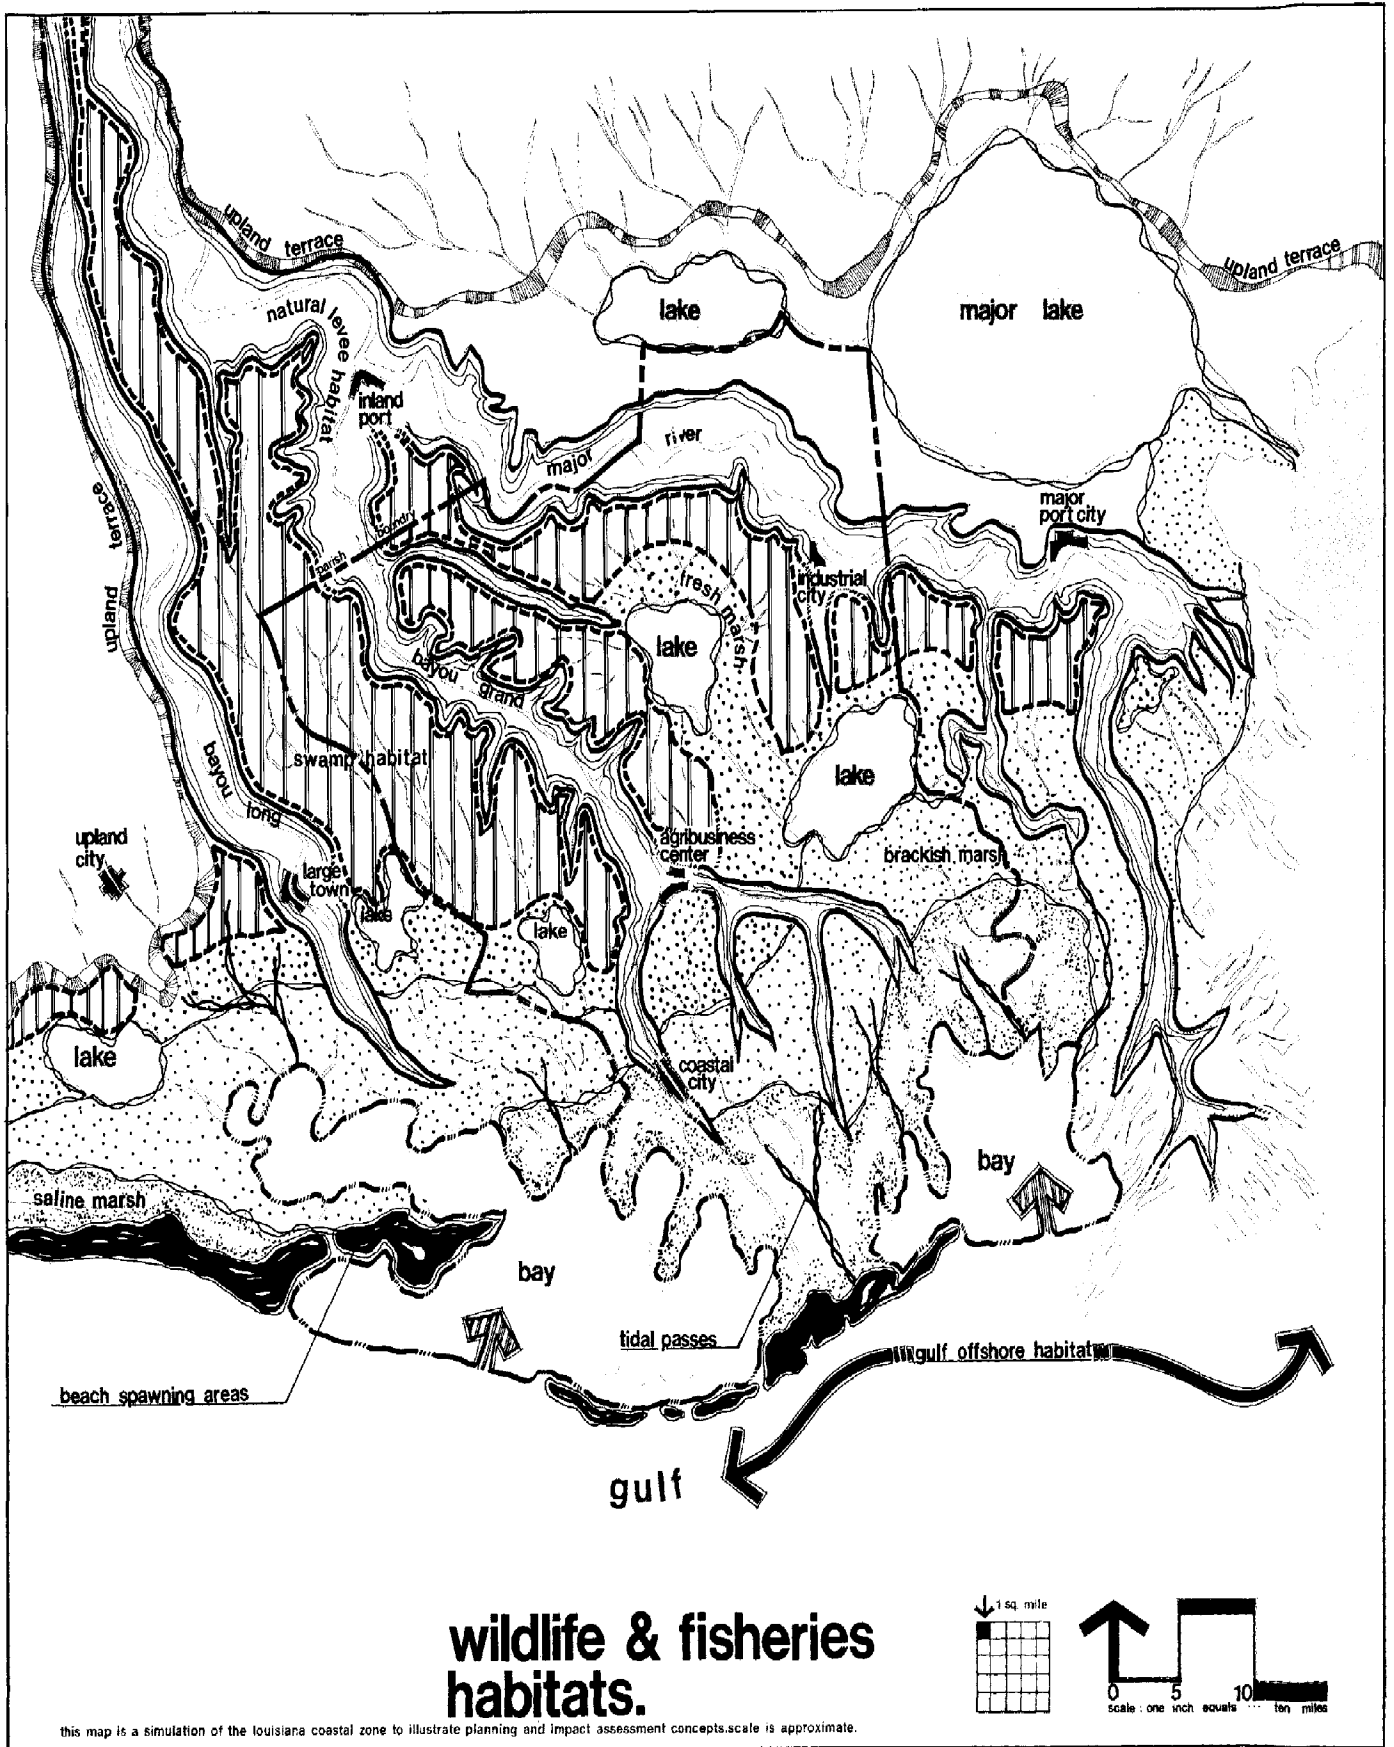 upland terrace
upland terrace
lake
major lake
natural levee habitat
inland
port
major river
major
port city
parish boundry
terrace
upland
fresh marsh
industrial
city
lake
bayou grand
swamp habitat
lake
bayou long
agribusiness
center
brackish marsh
upland
city
large
town
lake
lake
lake
coastal
city
bay
saline marsh
bay
tidal passes
gulf offshore habitat
beach spawning areas
gulf
1 sq. mile
wildlife & fisheries
habitats.
0 5 10
scale : one inch equals ... ten miles
this map is a simulation of the louisiana coastal zone to illustrate planning and impact assessment concepts.scale is approximate.